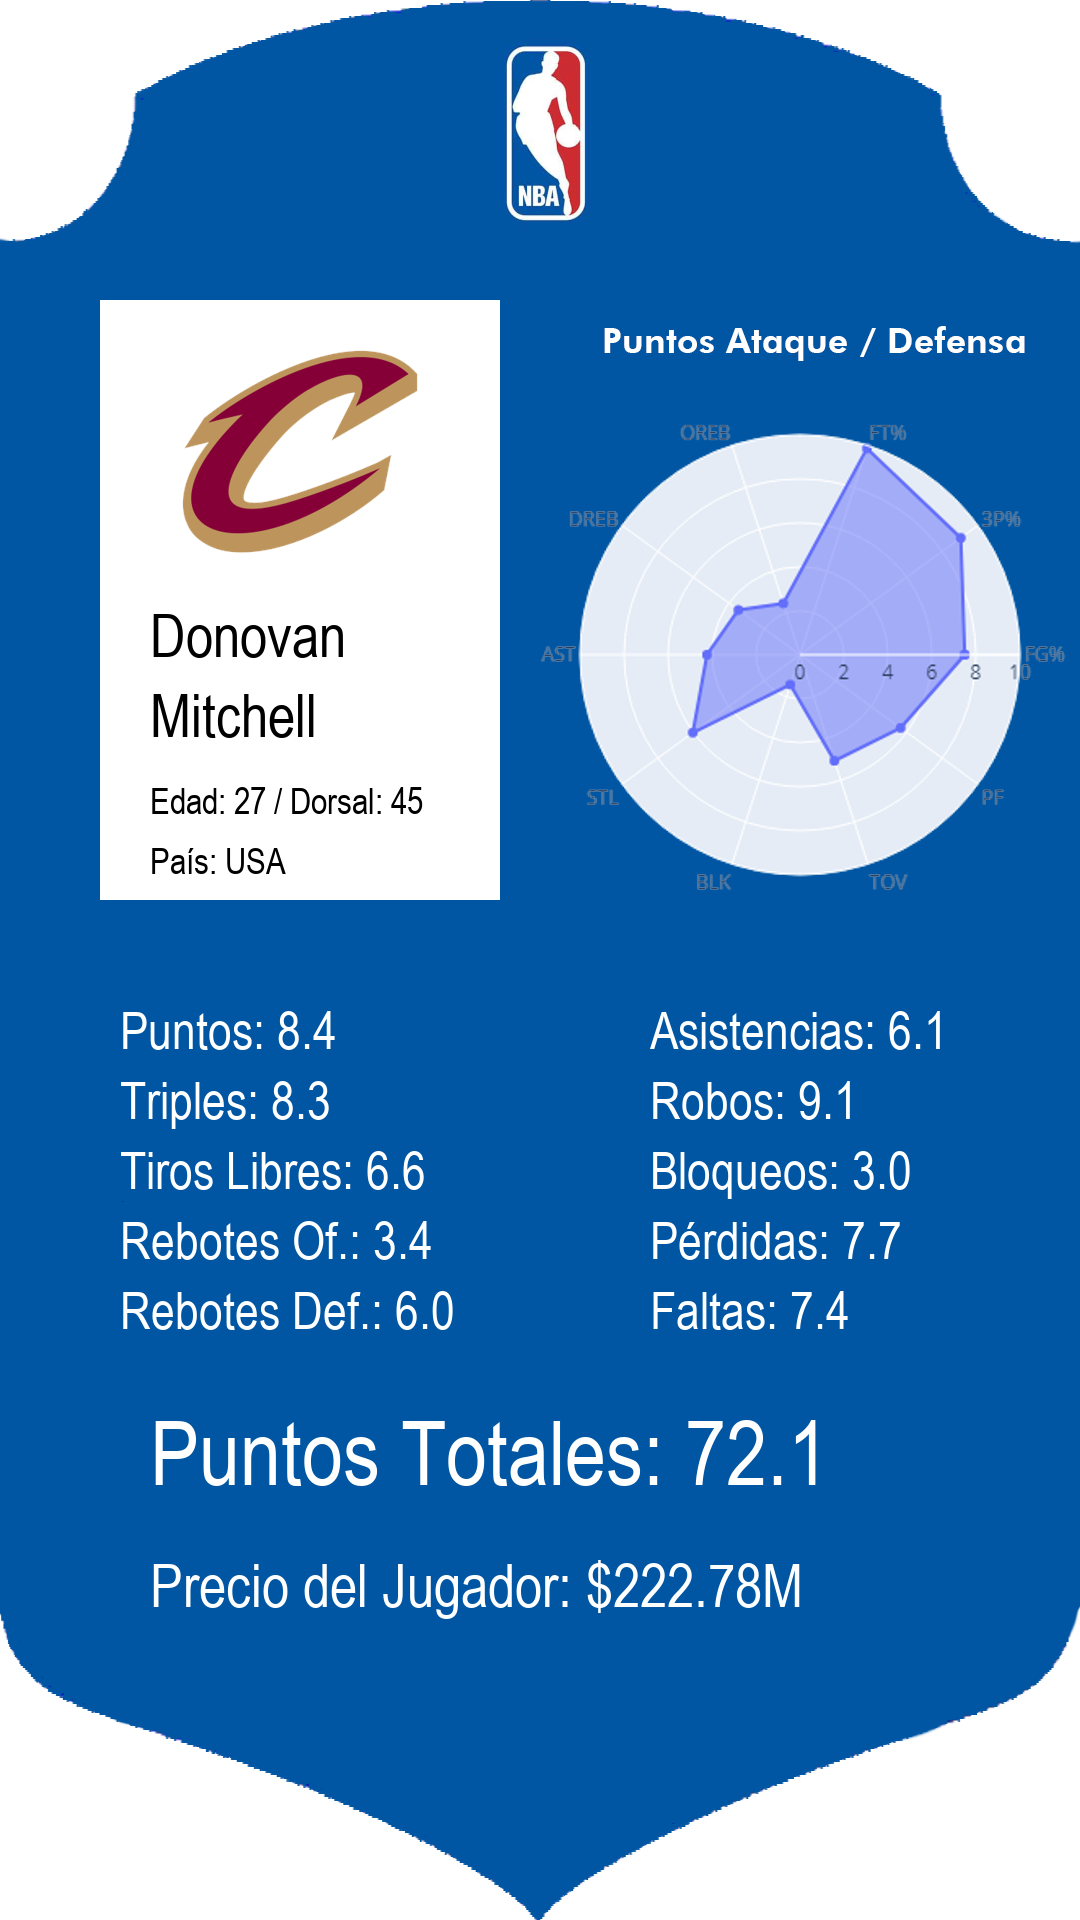 NBA
Puntos Ataque / Defensa
OREB
FT%
DREB
3P%
AST
FG%
0 2 4 6 8 10
STL
PF
BLK
TOV
Donovan
Mitchell
Edad: 27 / Dorsal: 45
País: USA
Puntos: 8.4
Triples: 8.3
Tiros Libres: 6.6
Rebotes Of.: 3.4
Rebotes Def.: 6.0
Asistencias: 6.1
Robos: 9.1
Bloqueos: 3.0
Pérdidas: 7.7
Faltas: 7.4
Puntos Totales: 72.1
Precio del Jugador: $222.78M